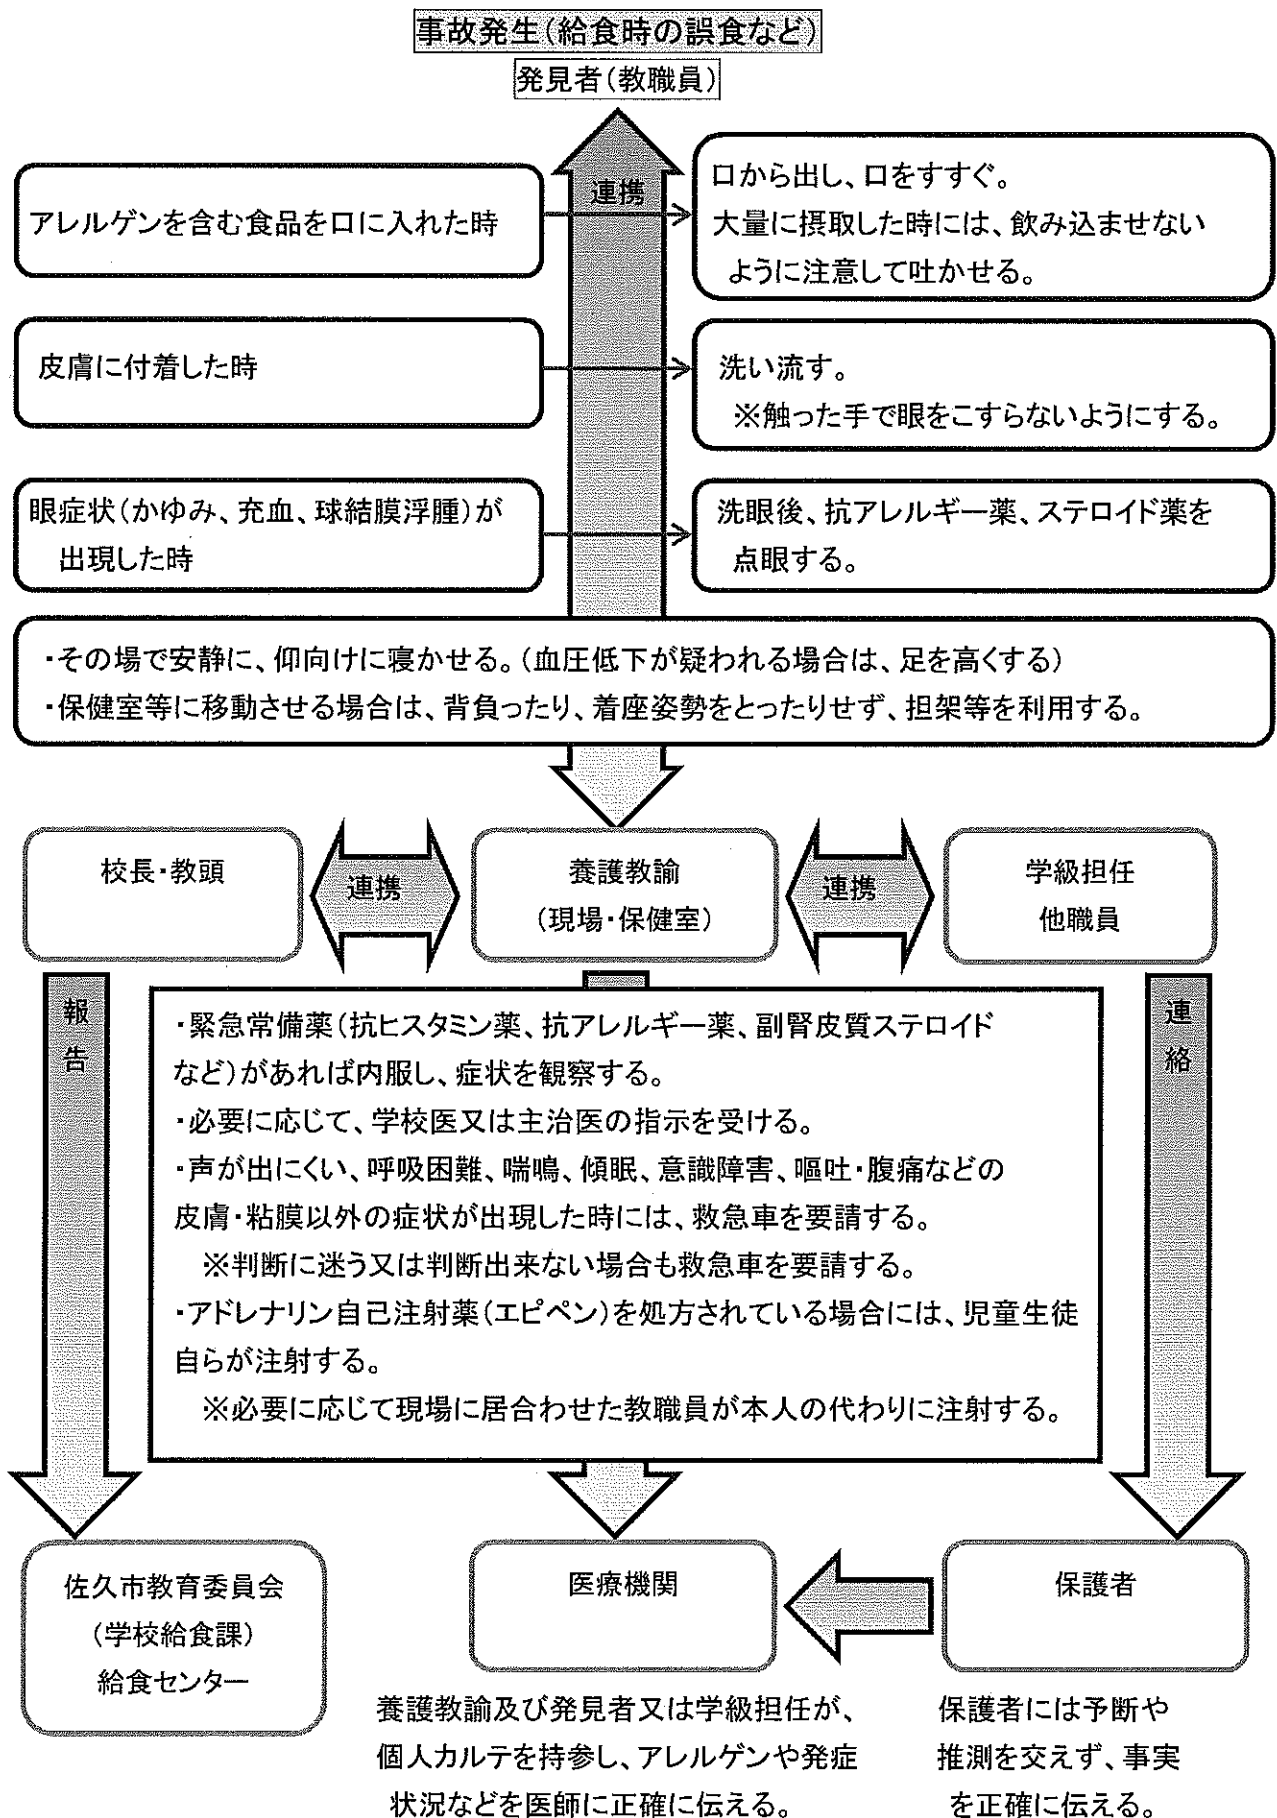 事故発生(給食時の誤食など)
発見者(教職員)
連携
アレルゲンを含む食品を口に入れた時
口から出し、口をすすぐ。
大量に摂取した時には、飲み込ませない
ように注意して吐かせる。
皮膚に付着した時
洗い流す。
※触った手で眼をこすらないようにする。
眼症状(かゆみ、充血、球結膜浮腫)が
出現した時
洗眼後、抗アレルギー薬、ステロイド薬を
点眼する。
・その場で安静に、仰向けに寝かせる。(血圧低下が疑われる場合は、足を高くする)
・保健室等に移動させる場合は、背負ったり、着座姿勢をとったりせず、担架等を利用する。
校長・教頭
連携
養護教諭
(現場・保健室)
連携
学級担任
他職員
報告
・緊急常備薬(抗ヒスタミン薬、抗アレルギー薬、副腎皮質ステロイド
など)があれば内服し、症状を観察する。
・必要に応じて、学校医又は主治医の指示を受ける。
・声が出にくい、呼吸困難、喘鳴、傾眠、意識障害、嘔吐・腹痛などの
皮膚・粘膜以外の症状が出現した時には、救急車を要請する。
※判断に迷う又は判断出来ない場合も救急車を要請する。
・アドレナリン自己注射薬(エピペン)を処方されている場合には、児童生徒
自らが注射する。
※必要に応じて現場に居合わせた教職員が本人の代わりに注射する。
連絡
佐久市教育委員会
(学校給食課)
給食センター
医療機関
保護者
養護教諭及び発見者又は学級担任が、
個人カルテを持参し、アレルゲンや発症
状況などを医師に正確に伝える。
保護者には予断や
推測を交えず、事実
を正確に伝える。